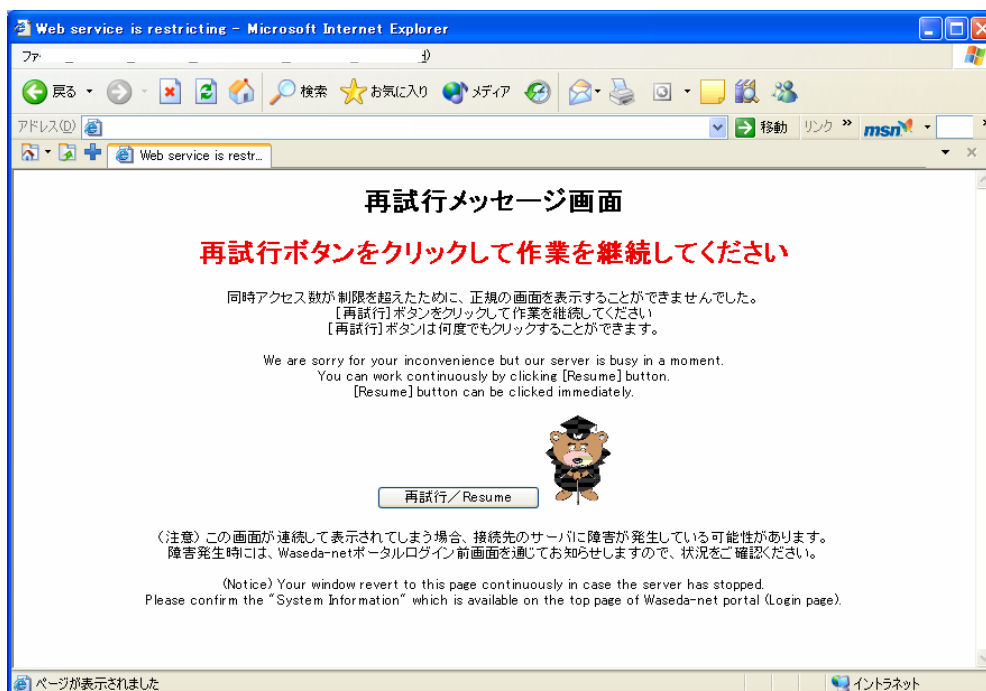 Web service is restricting - Microsoft Internet Explorer
戻る 検索 お気に入り メディア
アドレス(D) 移動 リンク » msn
Web service is restr...
再試行メッセージ画面
再試行ボタンをクリックして作業を継続してください
同時アクセス数が制限を超えたために、正規の画面を表示することができませんでした。
[再試行]ボタンをクリックして作業を継続してください
[再試行]ボタンは何度でもクリックすることができます。
We are sorry for your inconvenience but our server is busy in a moment.
You can work continuously by clicking [Resume] button.
[Resume] button can be clicked immediately.
再試行/Resume
(注意) この画面が連続して表示されてしまう場合、接続先のサーバに障害が発生している可能性があります。
障害発生時には、Waseda-netポータルログイン前画面を通じてお知らせしますので、状況をご確認ください。
(Notice) Your window revert to this page continuously in case the server has stopped.
Please confirm the "System Information" which is available on the top page of Waseda-net portal (Login page).
ページが表示されました イントラネット